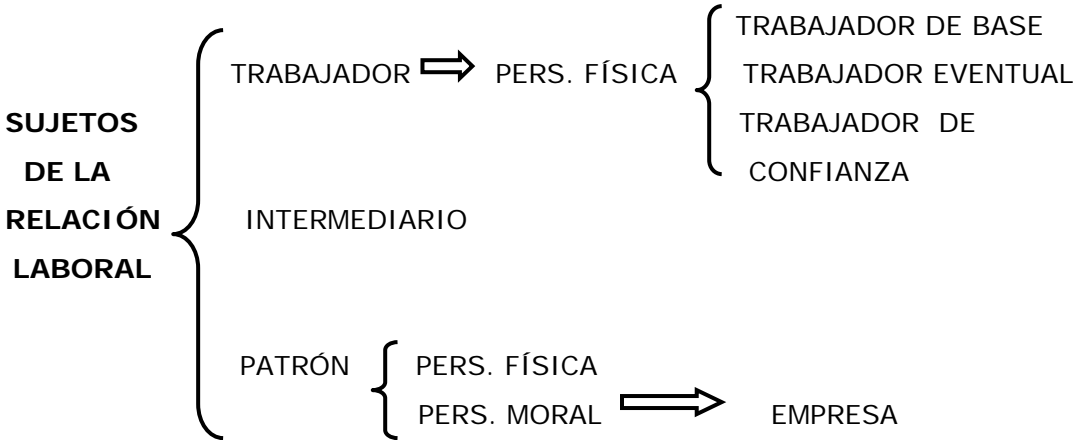 SUJETOS
DE LA
RELACIÓN
LABORAL
TRABAJADOR
PERS. FÍSICA
TRABAJADOR DE BASE
TRABAJADOR EVENTUAL
TRABAJADOR DE
CONFIANZA
INTERMEDIARIO
PATRÓN
PERS. FÍSICA
PERS. MORAL
EMPRESA